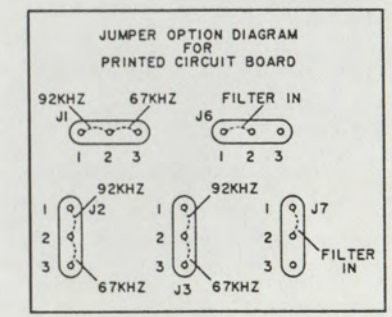 JUMPER OPTION DIAGRAM
FOR
PRINTED CIRCUIT BOARD
92KHZ 67KHZ FILTER IN
J1 J6
1 2 3 1 2 3
92KHZ 92KHZ
1 J2 1 1 J7
2 2 2
FILTER
3 3 3 IN
67KHZ J3 67KHZ